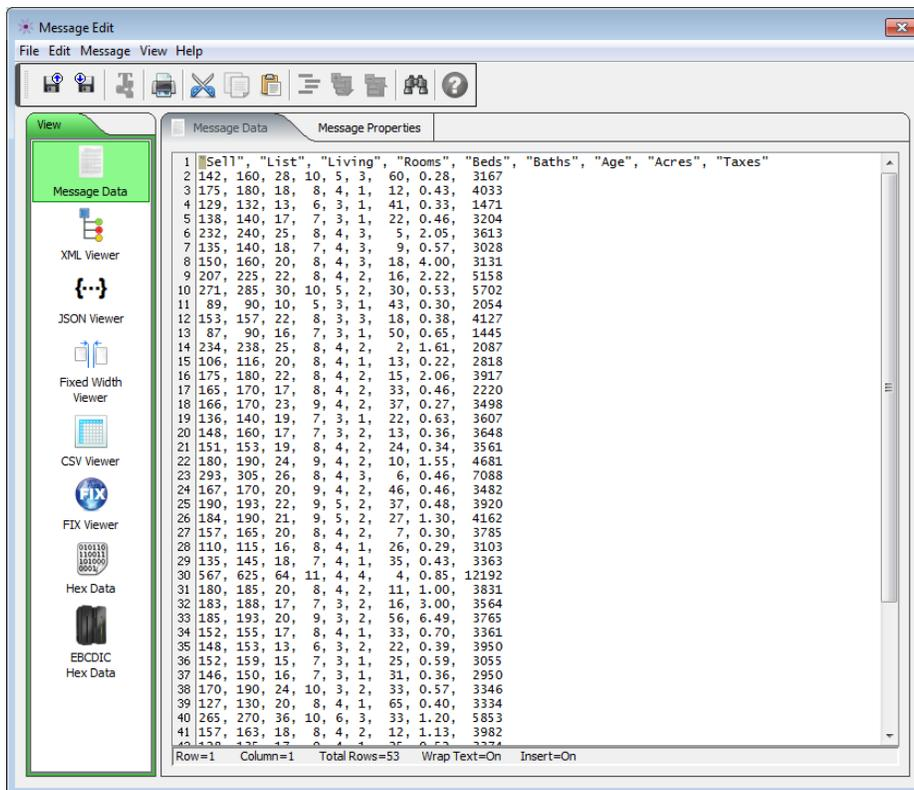 Message Edit
File Edit Message View Help
View
Message Data
XML Viewer
{···}
JSON Viewer
Fixed Width
Viewer
CSV Viewer
FIX
FIX Viewer
010110
110011
101000
0001
Hex Data
EBCDIC
Hex Data
Message Data Message Properties
1 "Sell", "List", "Living", "Rooms", "Beds", "Baths", "Age", "Acres", "Taxes"
2 142, 160, 28, 10, 5, 3, 60, 0.28, 3167
3 175, 180, 18, 8, 4, 1, 12, 0.43, 4033
4 129, 132, 13, 6, 3, 1, 41, 0.33, 1471
5 138, 140, 17, 7, 3, 1, 22, 0.46, 3204
6 232, 240, 25, 8, 4, 3, 5, 2.05, 3613
7 135, 140, 18, 7, 4, 3, 9, 0.57, 3028
8 150, 160, 20, 8, 4, 3, 18, 4.00, 3131
9 207, 225, 22, 8, 4, 2, 16, 2.22, 5158
10 271, 285, 30, 10, 5, 2, 30, 0.53, 5702
11 89, 90, 10, 5, 3, 1, 43, 0.30, 2054
12 153, 157, 22, 8, 3, 3, 18, 0.38, 4127
13 87, 90, 16, 7, 3, 1, 50, 0.65, 1445
14 234, 238, 25, 8, 4, 2, 2, 1.61, 2087
15 106, 116, 20, 8, 4, 1, 13, 0.22, 2818
16 175, 180, 22, 8, 4, 2, 15, 2.06, 3917
17 165, 170, 17, 8, 4, 2, 33, 0.46, 2220
18 166, 170, 23, 9, 4, 2, 37, 0.27, 3498
19 136, 140, 19, 7, 3, 1, 22, 0.63, 3607
20 148, 160, 17, 7, 3, 2, 13, 0.36, 3648
21 151, 153, 19, 8, 4, 2, 24, 0.34, 3561
22 180, 190, 24, 9, 4, 2, 10, 1.55, 4681
23 293, 305, 26, 8, 4, 3, 6, 0.46, 7088
24 167, 170, 20, 9, 4, 2, 46, 0.46, 3482
25 190, 193, 22, 9, 5, 2, 37, 0.48, 3920
26 184, 190, 21, 9, 5, 2, 27, 1.30, 4162
27 157, 165, 20, 8, 4, 2, 7, 0.30, 3785
28 110, 115, 16, 8, 4, 1, 26, 0.29, 3103
29 135, 145, 18, 7, 4, 1, 35, 0.43, 3363
30 567, 625, 64, 11, 4, 4, 4, 0.85, 12192
31 180, 185, 20, 8, 4, 2, 11, 1.00, 3831
32 183, 188, 17, 7, 3, 2, 16, 3.00, 3564
33 185, 193, 20, 9, 3, 2, 56, 6.49, 3765
34 152, 155, 17, 8, 4, 1, 33, 0.70, 3361
35 148, 153, 13, 6, 3, 2, 22, 0.39, 3950
36 152, 159, 15, 7, 3, 1, 25, 0.59, 3055
37 146, 150, 16, 7, 3, 1, 31, 0.36, 2950
38 170, 190, 24, 10, 3, 2, 33, 0.57, 3346
39 127, 130, 20, 8, 4, 1, 65, 0.40, 3334
40 265, 270, 36, 10, 6, 3, 33, 1.20, 5853
41 157, 163, 18, 8, 4, 2, 12, 1.13, 3982
Row=1 Column=1 Total Rows=53 Wrap Text=On Insert=On